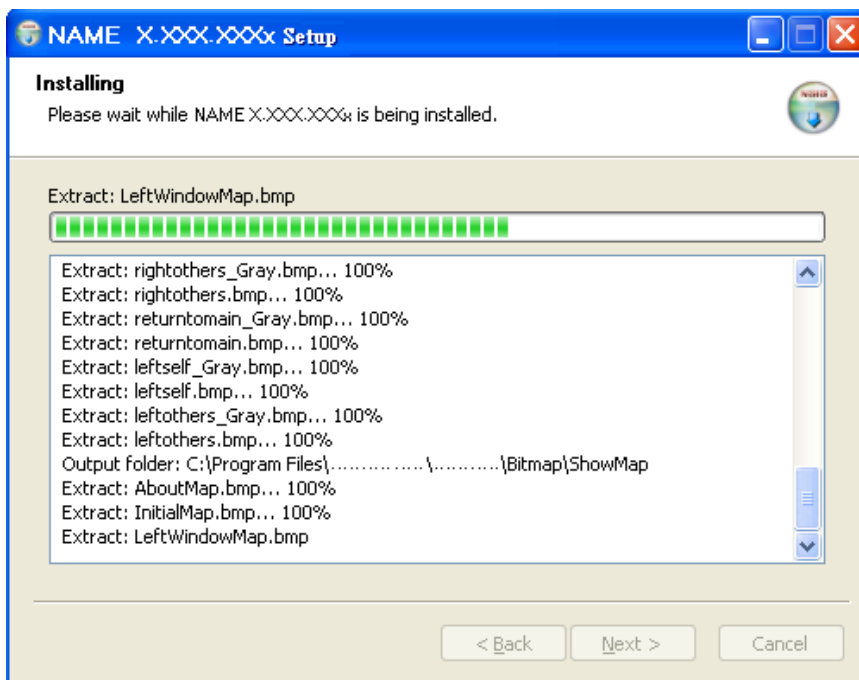 NAME X.XXX.XXXx Setup
Installing
Please wait while NAME X.XXX.XXXx is being installed.
Extract: LeftWindowMap.bmp
Extract: rightothers_Gray.bmp... 100%
Extract: rightothers.bmp... 100%
Extract: returntomain_Gray.bmp... 100%
Extract: returntomain.bmp... 100%
Extract: leftself_Gray.bmp... 100%
Extract: leftself.bmp... 100%
Extract: leftothers_Gray.bmp... 100%
Extract: leftothers.bmp... 100%
Output folder: C:\Program Files\...............\...........\Bitmap\ShowMap
Extract: AboutMap.bmp... 100%
Extract: InitialMap.bmp... 100%
Extract: LeftWindowMap.bmp
< Back Next > Cancel